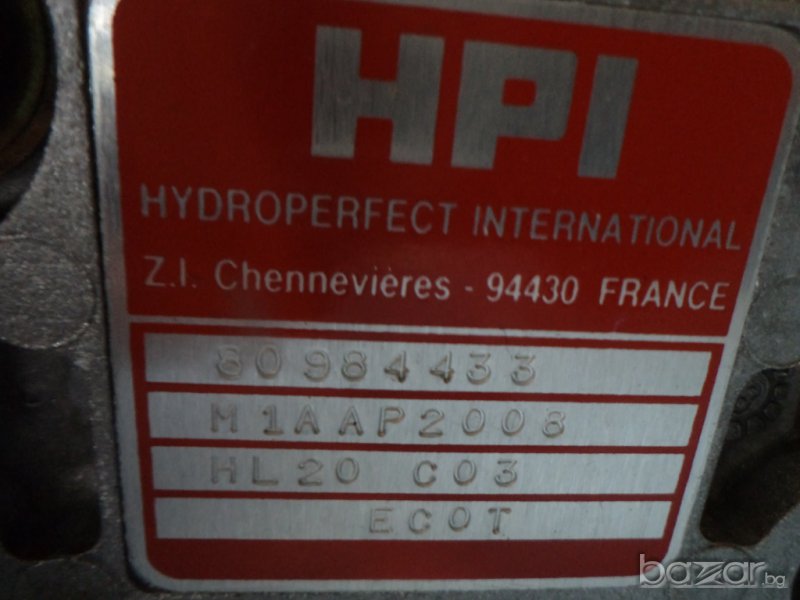 HPI
HYDROPERFECT INTERNATIONAL
Z.I. Chennevières - 94430 FRANCE
80984433
M1AAP2008
HL20 C03
ECOT
bazar.bg